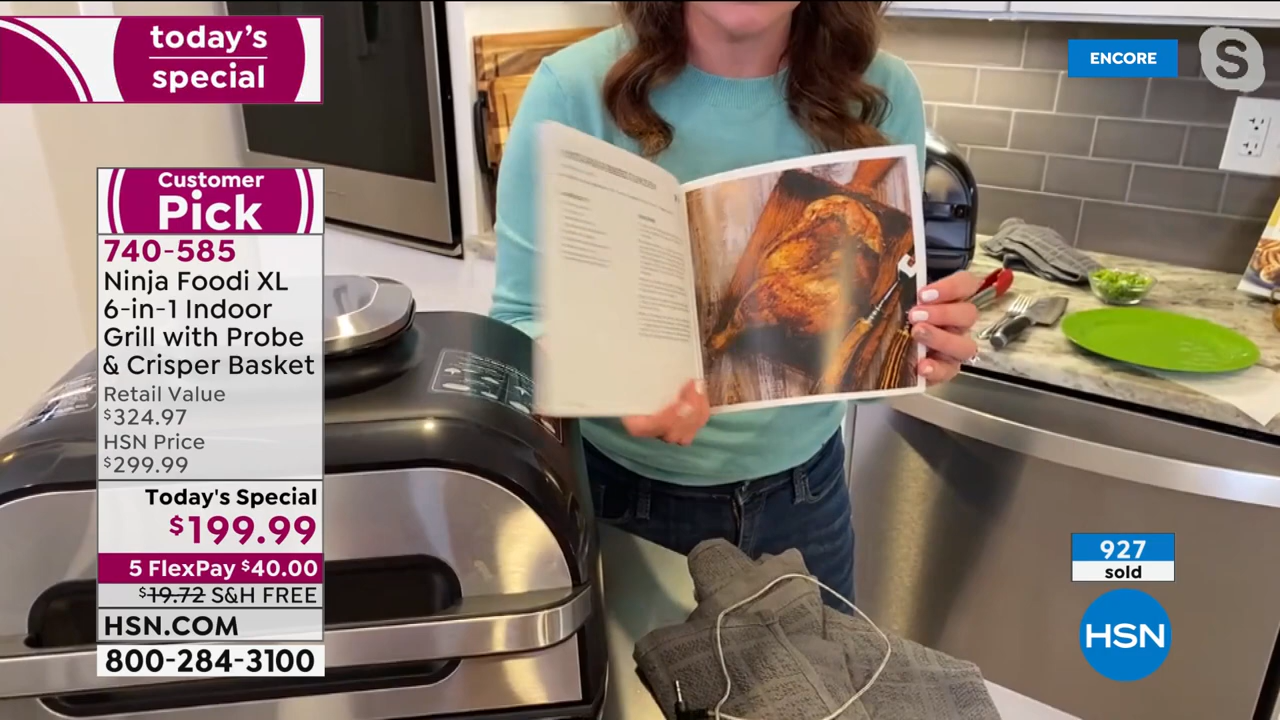 today's
special
ENCORE
S
Customer
Pick
740-585
Ninja Foodi XL
6-in-1 Indoor
Grill with Probe
& Crisper Basket
Retail Value
$324.97
HSN Price
$299.99
Today's Special
$199.99
5 FlexPay $40.00
$19.72 S&H FREE
HSN.COM
800-284-3100
927
sold
HSN